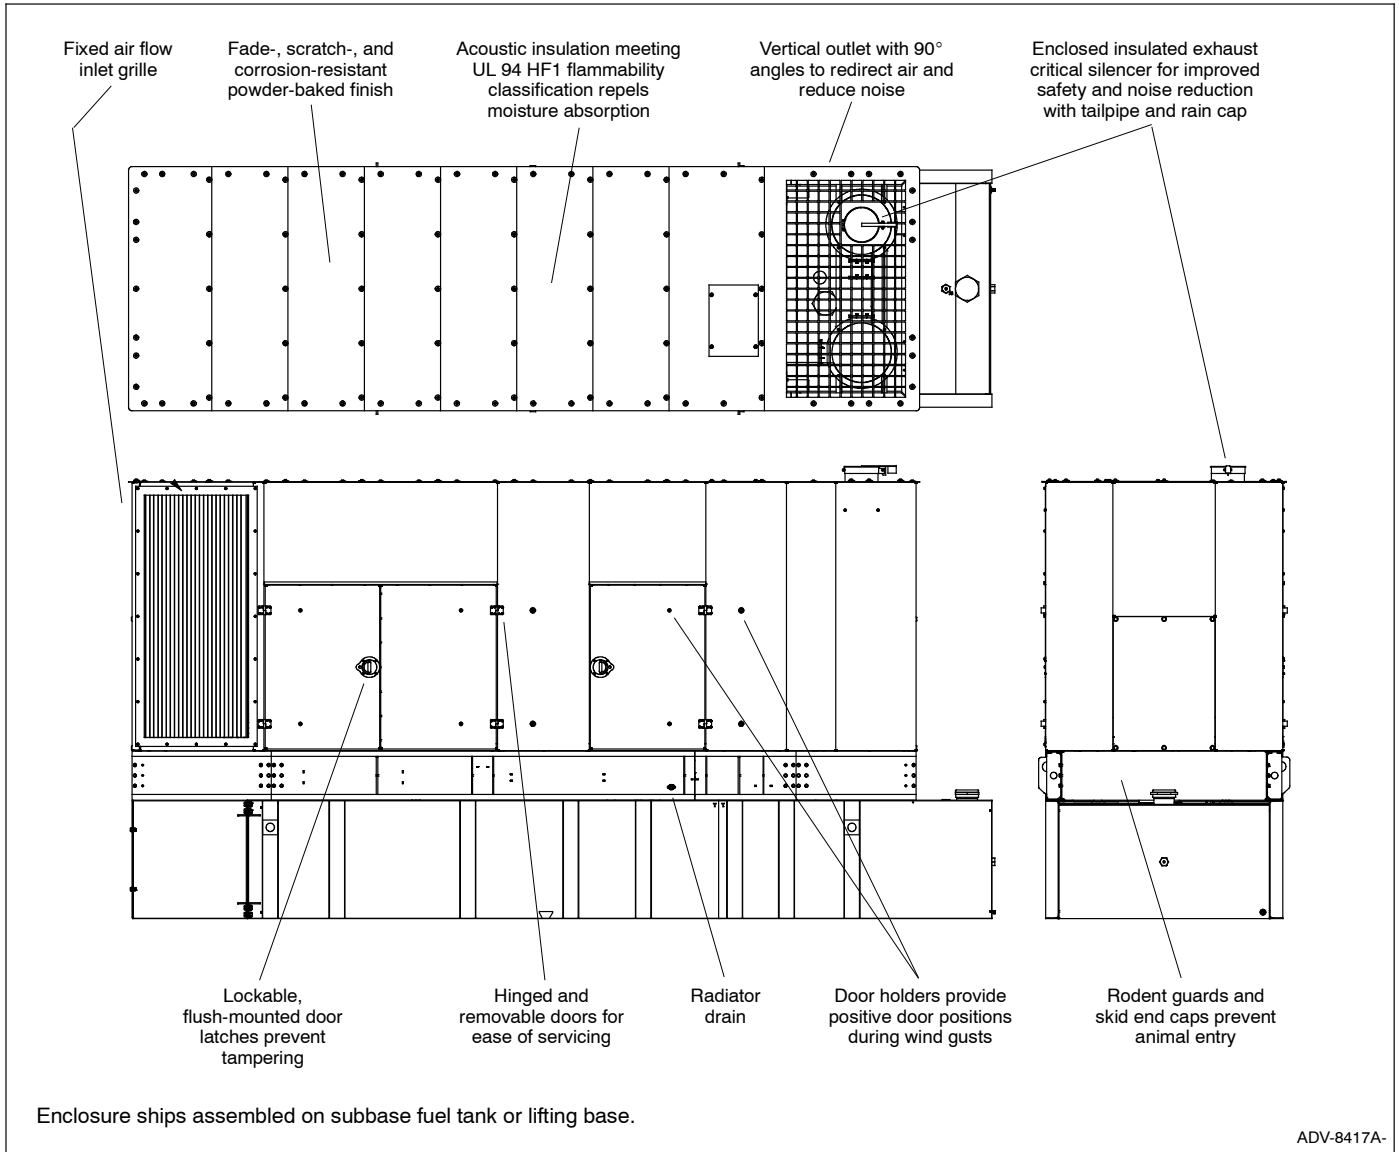 Fixed air flow
inlet grille
Fade-, scratch-, and
corrosion-resistant
powder-baked finish
Acoustic insulation meeting
UL 94 HF1 flammability
classification repels
moisture absorption
Vertical outlet with 90°
angles to redirect air and
reduce noise
Enclosed insulated exhaust
critical silencer for improved
safety and noise reduction
with tailpipe and rain cap
Lockable,
flush-mounted door
latches prevent
tampering
Hinged and
removable doors for
ease of servicing
Radiator
drain
Door holders provide
positive door positions
during wind gusts
Rodent guards and
skid end caps prevent
animal entry
Enclosure ships assembled on subbase fuel tank or lifting base.
ADV-8417A-